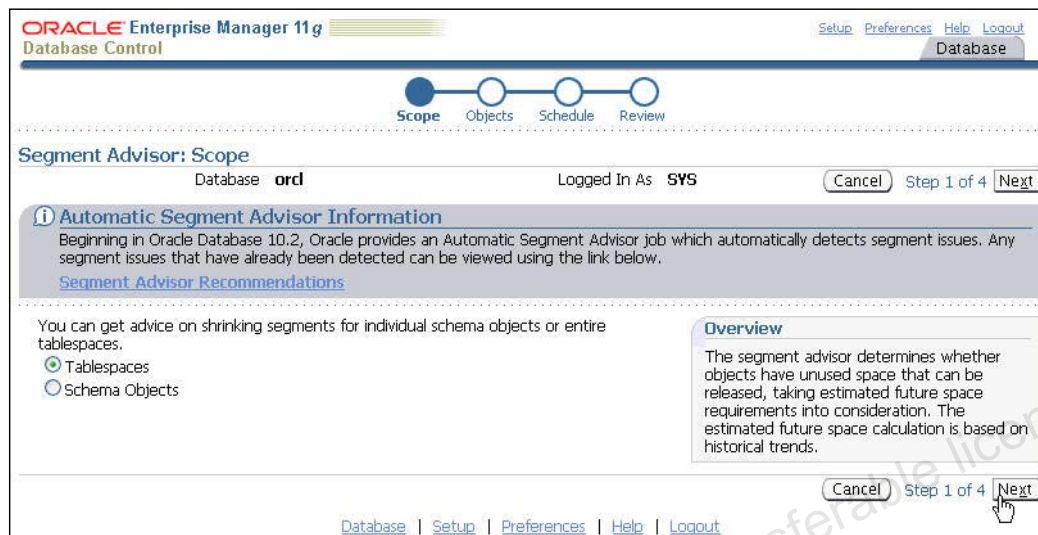 ORACLE Enterprise Manager 11g
Database Control
Setup Preferences Help Logout
Database
Scope Objects Schedule Review
Segment Advisor: Scope
Database orcl
Logged In As SYS
Cancel Step 1 of 4 Next
Automatic Segment Advisor Information
Beginning in Oracle Database 10.2, Oracle provides an Automatic Segment Advisor job which automatically detects segment issues. Any
segment issues that have already been detected can be viewed using the link below.
Segment Advisor Recommendations
You can get advice on shrinking segments for individual schema objects or entire
tablespaces.
Tablespaces
Schema Objects
Overview
The segment advisor determines whether
objects have unused space that can be
released, taking estimated future space
requirements into consideration. The
estimated future space calculation is based on
historical trends.
Cancel Step 1 of 4 Next
Database | Setup | Preferences | Help | Logout